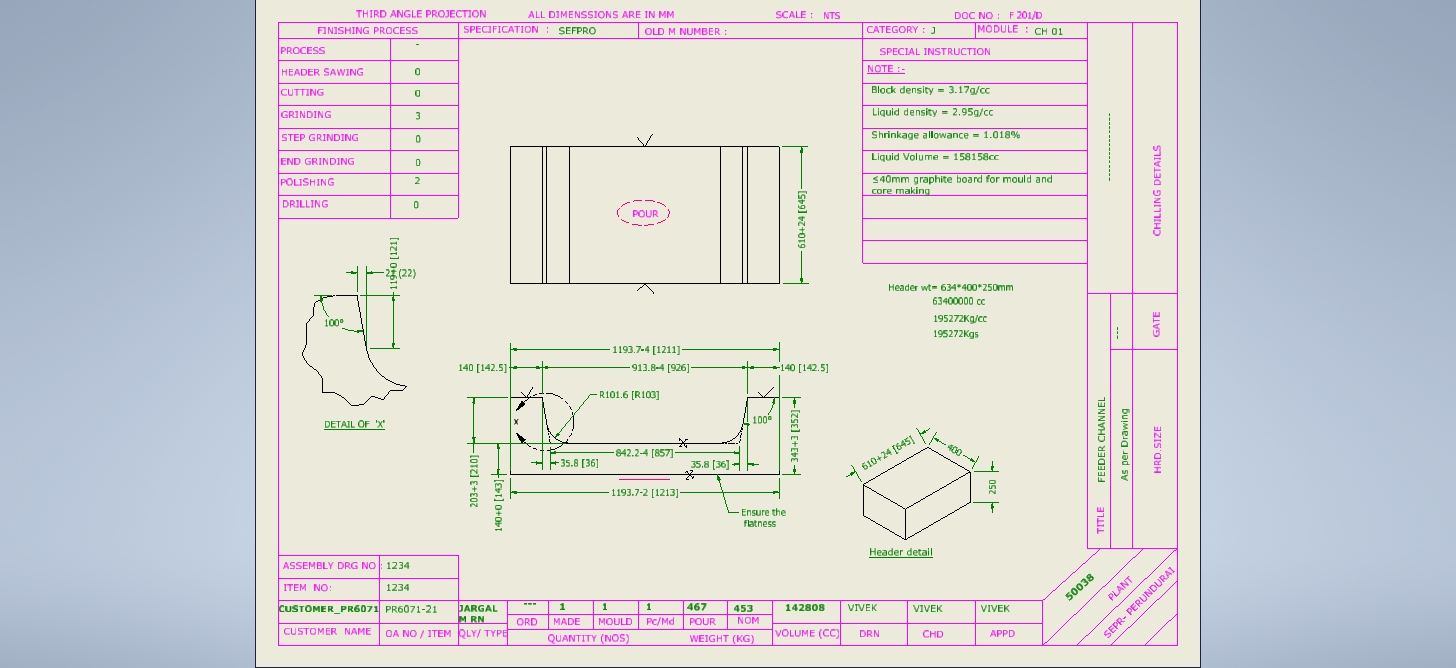 THIRD ANGLE PROJECTION ALL DIMENSSIONS ARE IN MM SCALE : NTS DOC NO : F 201/D
FINISHING PROCESS SPECIFICATION : SEFPRO OLD M NUMBER : CATEGORY : J MODULE : CH 01
PROCESS -
HEADER SAWING 0
CUTTING 0
GRINDING 3
STEP GRINDING 0
END GRINDING 0
POLISHING 2
DRILLING 0
SPECIAL INSTRUCTION
NOTE :-
Block density = 3.17g/cc
Liquid density = 2.95g/cc
Shrinkage allowance = 1.018%
Liquid Volume = 158158cc
≤40mm graphite board for mould and
core making
POUR
610+24 [645]
CHILLING DETAILS
Header wt= 634*400*250mm
63400000 cc
195272Kg/cc
195272Kgs
(22)
100°
DETAIL OF 'X'
1193.7-4 [1211]
140 [142.5] 913.8-4 [926] 140 [142.5]
R101.6 [R103]
X
100°
842.2-4 [857]
35.8 [36] 35.8 [36]
203+3 [210]
140+0 [143]
343+3 [352]
1193.7-2 [1213]
Ensure the
flatness
610+24 [645]
400
250
Header detail
GATE ---
TITLE FEEDER CHANNEL
As per Drawing
HRD.SIZE
ASSEMBLY DRG NO : 1234
ITEM NO: 1234
CUSTOMER_PR6071 PR6071-21 JARGAL
M RN
--- 1 1 1 467 453 142808 VIVEK VIVEK VIVEK
ORD MADE MOULD Pc/Md POUR NOM
CUSTOMER NAME OA NO / ITEM QLY/ TYPE QUANTITY (NOS) WEIGHT (KG) VOLUME (CC) DRN CHD APPD
50038
PLANT
SEPR- PERUNDURAI